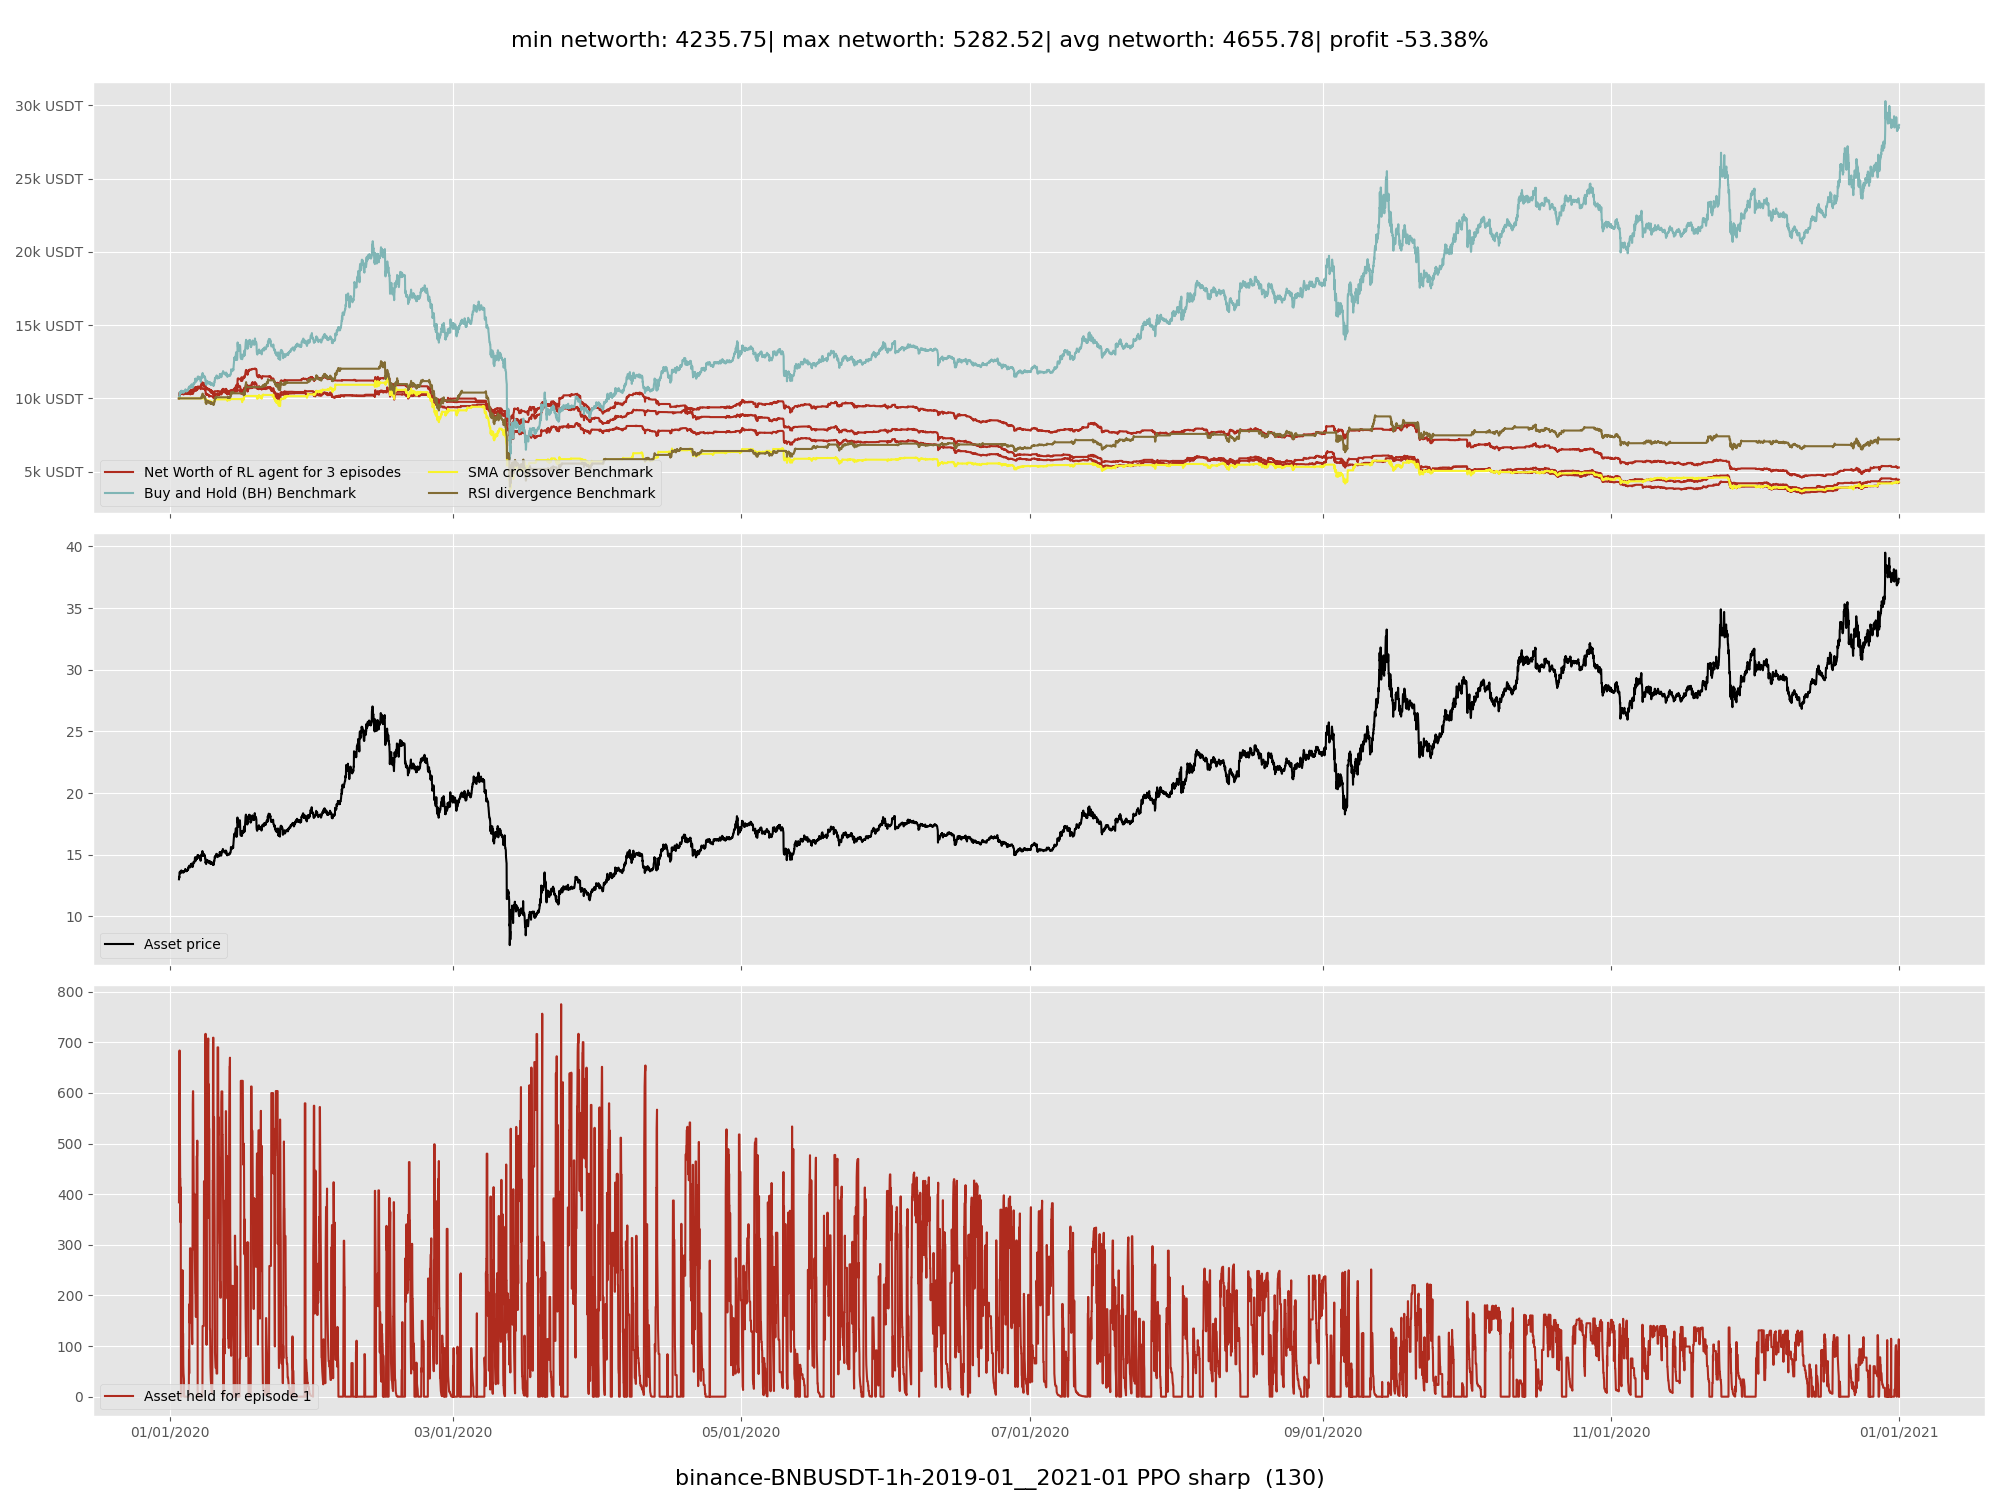 min networth: 4235.75| max networth: 5282.52| avg networth: 4655.78| profit -53.38%
30k USDT
25k USDT
20k USDT
15k USDT
10k USDT
5k USDT
Net Worth of RL agent for 3 episodes
Buy and Hold (BH) Benchmark
SMA Crossover Benchmark
RSI divergence Benchmark
40
35
30
25
20
15
10
Asset price
800
700
600
500
400
300
200
100
0
Asset held for episode 1
01/01/2020 03/01/2020 05/01/2020 07/01/2020 09/01/2020 11/01/2020 01/01/2021
binance-BNBUSDT-1h-2019-01__2021-01 PPO sharp (130)